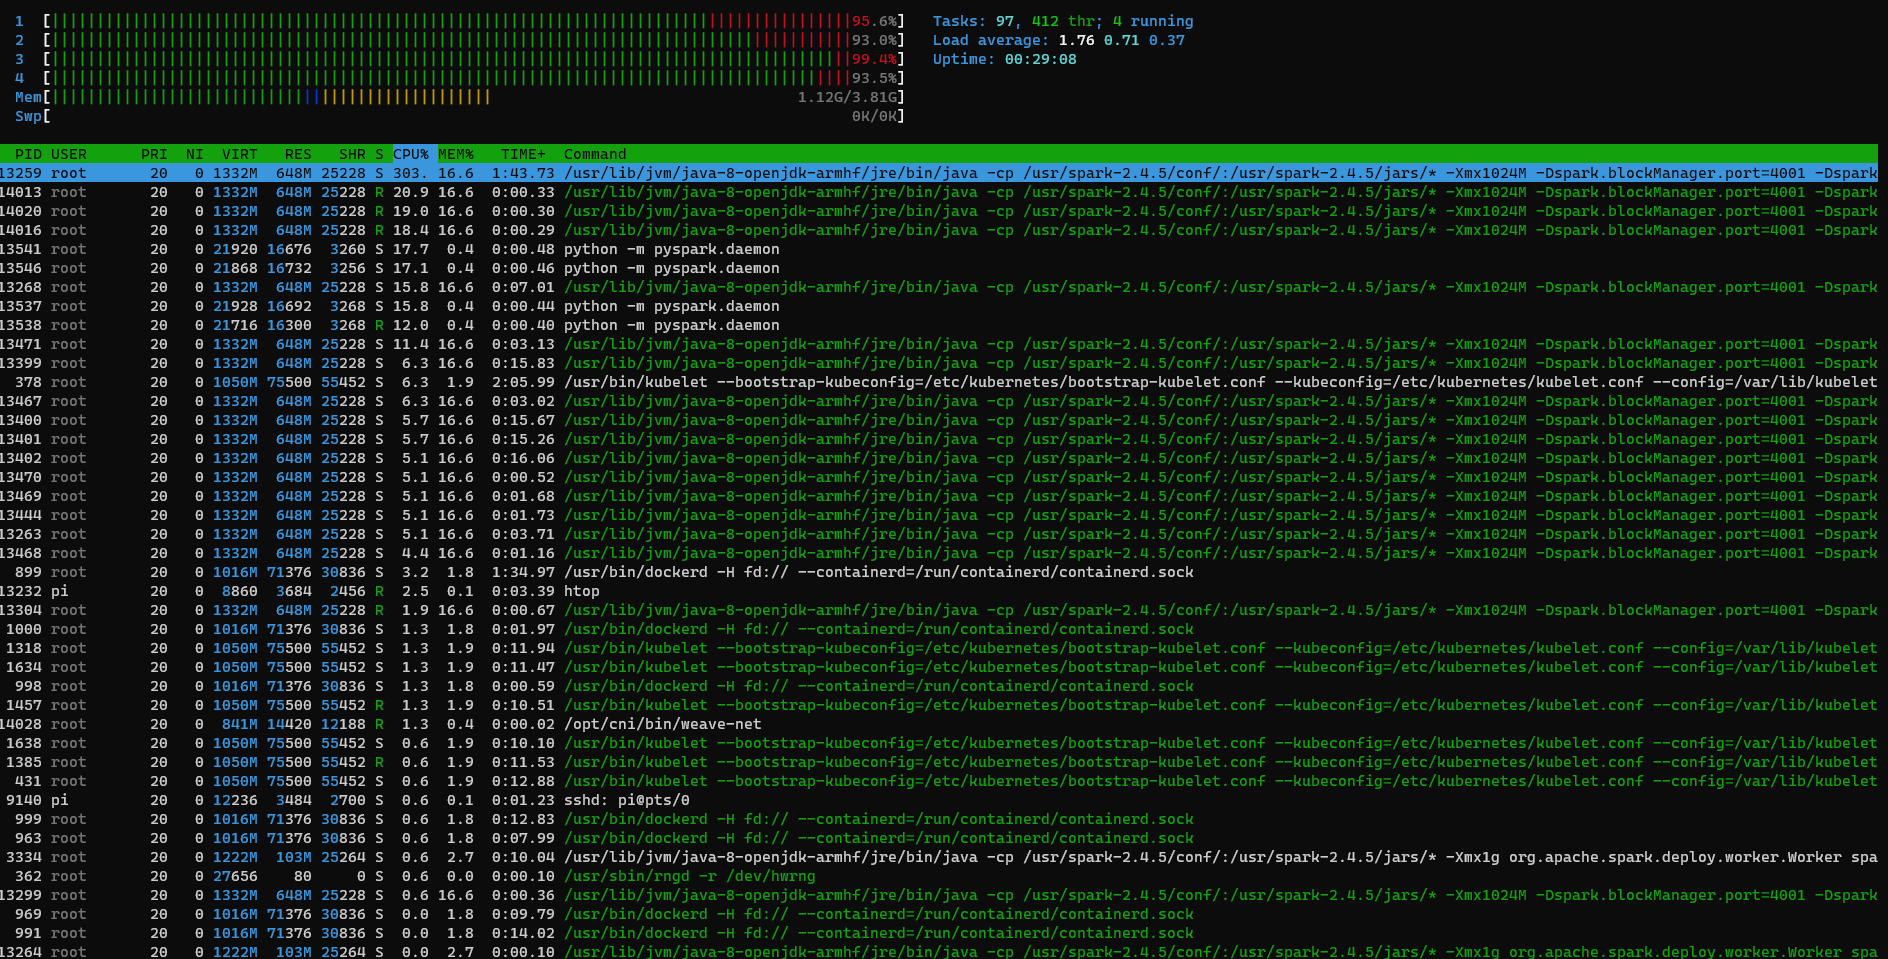 1 [95.6%] Tasks: 97, 412 thr; 4 running
2 [93.0%] Load average: 1.76 0.71 0.37
3 [99.4%] Uptime: 00:29:08
4 [93.5%]
Mem[1.12G/3.81G]
Swp[0K/0K]
PID USER PRI NI VIRT RES SHR S CPU% MEM% TIME+ Command
13259 root 20 0 1332M 648M 25228 S 303. 16.6 1:43.73 /usr/lib/jvm/java-8-openjdk-armhf/jre/bin/java -cp /usr/spark-2.4.5/conf/:/usr/spark-2.4.5/jars/* -Xmx1024M -Dspark.blockManager.port=4001 -Dspark
14013 root 20 0 1332M 648M 25228 R 20.9 16.6 0:00.33 /usr/lib/jvm/java-8-openjdk-armhf/jre/bin/java -cp /usr/spark-2.4.5/conf/:/usr/spark-2.4.5/jars/* -Xmx1024M -Dspark.blockManager.port=4001 -Dspark
14020 root 20 0 1332M 648M 25228 R 19.0 16.6 0:00.30 /usr/lib/jvm/java-8-openjdk-armhf/jre/bin/java -cp /usr/spark-2.4.5/conf/:/usr/spark-2.4.5/jars/* -Xmx1024M -Dspark.blockManager.port=4001 -Dspark
14016 root 20 0 1332M 648M 25228 R 18.4 16.6 0:00.29 /usr/lib/jvm/java-8-openjdk-armhf/jre/bin/java -cp /usr/spark-2.4.5/conf/:/usr/spark-2.4.5/jars/* -Xmx1024M -Dspark.blockManager.port=4001 -Dspark
13541 root 20 0 21920 16676 3260 S 17.7 0.4 0:00.48 python -m pyspark.daemon
13546 root 20 0 21868 16732 3256 S 17.1 0.4 0:00.46 python -m pyspark.daemon
13268 root 20 0 1332M 648M 25228 S 15.8 16.6 0:07.01 /usr/lib/jvm/java-8-openjdk-armhf/jre/bin/java -cp /usr/spark-2.4.5/conf/:/usr/spark-2.4.5/jars/* -Xmx1024M -Dspark.blockManager.port=4001 -Dspark
13537 root 20 0 21928 16692 3268 S 15.8 0.4 0:00.44 python -m pyspark.daemon
13538 root 20 0 21716 16300 3268 R 12.0 0.4 0:00.40 python -m pyspark.daemon
13471 root 20 0 1332M 648M 25228 S 11.4 16.6 0:03.13 /usr/lib/jvm/java-8-openjdk-armhf/jre/bin/java -cp /usr/spark-2.4.5/conf/:/usr/spark-2.4.5/jars/* -Xmx1024M -Dspark.blockManager.port=4001 -Dspark
13399 root 20 0 1332M 648M 25228 S 6.3 16.6 0:15.83 /usr/lib/jvm/java-8-openjdk-armhf/jre/bin/java -cp /usr/spark-2.4.5/conf/:/usr/spark-2.4.5/jars/* -Xmx1024M -Dspark.blockManager.port=4001 -Dspark
378 root 20 0 1050M 75500 55452 S 6.3 1.9 2:05.99 /usr/bin/kubelet --bootstrap-kubeconfig=/etc/kubernetes/bootstrap-kubelet.conf --kubeconfig=/etc/kubernetes/kubelet.conf --config=/var/lib/kubelet
13467 root 20 0 1332M 648M 25228 S 6.3 16.6 0:03.02 /usr/lib/jvm/java-8-openjdk-armhf/jre/bin/java -cp /usr/spark-2.4.5/conf/:/usr/spark-2.4.5/jars/* -Xmx1024M -Dspark.blockManager.port=4001 -Dspark
13400 root 20 0 1332M 648M 25228 S 5.7 16.6 0:15.67 /usr/lib/jvm/java-8-openjdk-armhf/jre/bin/java -cp /usr/spark-2.4.5/conf/:/usr/spark-2.4.5/jars/* -Xmx1024M -Dspark.blockManager.port=4001 -Dspark
13401 root 20 0 1332M 648M 25228 S 5.7 16.6 0:15.26 /usr/lib/jvm/java-8-openjdk-armhf/jre/bin/java -cp /usr/spark-2.4.5/conf/:/usr/spark-2.4.5/jars/* -Xmx1024M -Dspark.blockManager.port=4001 -Dspark
13402 root 20 0 1332M 648M 25228 S 5.1 16.6 0:16.06 /usr/lib/jvm/java-8-openjdk-armhf/jre/bin/java -cp /usr/spark-2.4.5/conf/:/usr/spark-2.4.5/jars/* -Xmx1024M -Dspark.blockManager.port=4001 -Dspark
13470 root 20 0 1332M 648M 25228 S 5.1 16.6 0:00.52 /usr/lib/jvm/java-8-openjdk-armhf/jre/bin/java -cp /usr/spark-2.4.5/conf/:/usr/spark-2.4.5/jars/* -Xmx1024M -Dspark.blockManager.port=4001 -Dspark
13469 root 20 0 1332M 648M 25228 S 5.1 16.6 0:01.68 /usr/lib/jvm/java-8-openjdk-armhf/jre/bin/java -cp /usr/spark-2.4.5/conf/:/usr/spark-2.4.5/jars/* -Xmx1024M -Dspark.blockManager.port=4001 -Dspark
13444 root 20 0 1332M 648M 25228 S 5.1 16.6 0:01.73 /usr/lib/jvm/java-8-openjdk-armhf/jre/bin/java -cp /usr/spark-2.4.5/conf/:/usr/spark-2.4.5/jars/* -Xmx1024M -Dspark.blockManager.port=4001 -Dspark
13263 root 20 0 1332M 648M 25228 S 5.1 16.6 0:03.71 /usr/lib/jvm/java-8-openjdk-armhf/jre/bin/java -cp /usr/spark-2.4.5/conf/:/usr/spark-2.4.5/jars/* -Xmx1024M -Dspark.blockManager.port=4001 -Dspark
13468 root 20 0 1332M 648M 25228 S 4.4 16.6 0:01.16 /usr/lib/jvm/java-8-openjdk-armhf/jre/bin/java -cp /usr/spark-2.4.5/conf/:/usr/spark-2.4.5/jars/* -Xmx1024M -Dspark.blockManager.port=4001 -Dspark
899 root 20 0 1016M 71376 30836 S 3.2 1.8 1:34.97 /usr/bin/dockerd -H fd:// --containerd=/run/containerd/containerd.sock
13232 pi 20 0 8860 3684 2456 R 2.5 0.1 0:03.39 htop
13304 root 20 0 1332M 648M 25228 R 1.9 16.6 0:00.67 /usr/lib/jvm/java-8-openjdk-armhf/jre/bin/java -cp /usr/spark-2.4.5/conf/:/usr/spark-2.4.5/jars/* -Xmx1024M -Dspark.blockManager.port=4001 -Dspark
1000 root 20 0 1016M 71376 30836 S 1.3 1.8 0:01.97 /usr/bin/dockerd -H fd:// --containerd=/run/containerd/containerd.sock
1318 root 20 0 1050M 75500 55452 S 1.3 1.9 0:11.94 /usr/bin/kubelet --bootstrap-kubeconfig=/etc/kubernetes/bootstrap-kubelet.conf --kubeconfig=/etc/kubernetes/kubelet.conf --config=/var/lib/kubelet
1634 root 20 0 1050M 75500 55452 S 1.3 1.9 0:11.47 /usr/bin/kubelet --bootstrap-kubeconfig=/etc/kubernetes/bootstrap-kubelet.conf --kubeconfig=/etc/kubernetes/kubelet.conf --config=/var/lib/kubelet
998 root 20 0 1016M 71376 30836 S 1.3 1.8 0:00.59 /usr/bin/dockerd -H fd:// --containerd=/run/containerd/containerd.sock
1457 root 20 0 1050M 75500 55452 R 1.3 1.9 0:10.51 /usr/bin/kubelet --bootstrap-kubeconfig=/etc/kubernetes/bootstrap-kubelet.conf --kubeconfig=/etc/kubernetes/kubelet.conf --config=/var/lib/kubelet
14028 root 20 0 841M 14420 12188 R 1.3 0.4 0:00.02 /opt/cni/bin/weave-net
1638 root 20 0 1050M 75500 55452 S 0.6 1.9 0:10.10 /usr/bin/kubelet --bootstrap-kubeconfig=/etc/kubernetes/bootstrap-kubelet.conf --kubeconfig=/etc/kubernetes/kubelet.conf --config=/var/lib/kubelet
1385 root 20 0 1050M 75500 55452 R 0.6 1.9 0:11.53 /usr/bin/kubelet --bootstrap-kubeconfig=/etc/kubernetes/bootstrap-kubelet.conf --kubeconfig=/etc/kubernetes/kubelet.conf --config=/var/lib/kubelet
431 root 20 0 1050M 75500 55452 S 0.6 1.9 0:12.88 /usr/bin/kubelet --bootstrap-kubeconfig=/etc/kubernetes/bootstrap-kubelet.conf --kubeconfig=/etc/kubernetes/kubelet.conf --config=/var/lib/kubelet
9140 pi 20 0 12236 3484 2700 S 0.6 0.1 0:01.23 sshd: pi@pts/0
999 root 20 0 1016M 71376 30836 S 0.6 1.8 0:12.83 /usr/bin/dockerd -H fd:// --containerd=/run/containerd/containerd.sock
963 root 20 0 1016M 71376 30836 S 0.6 1.8 0:07.99 /usr/bin/dockerd -H fd:// --containerd=/run/containerd/containerd.sock
3334 root 20 0 1222M 103M 25264 S 0.6 2.7 0:10.04 /usr/lib/jvm/java-8-openjdk-armhf/jre/bin/java -cp /usr/spark-2.4.5/conf/:/usr/spark-2.4.5/jars/* -Xmx1g org.apache.spark.deploy.worker.Worker spa
362 root 20 0 27656 80 0 S 0.6 0.0 0:00.10 /usr/sbin/rngd -r /dev/hwrng
13299 root 20 0 1332M 648M 25228 S 0.6 16.6 0:00.36 /usr/lib/jvm/java-8-openjdk-armhf/jre/bin/java -cp /usr/spark-2.4.5/conf/:/usr/spark-2.4.5/jars/* -Xmx1024M -Dspark.blockManager.port=4001 -Dspark
969 root 20 0 1016M 71376 30836 S 0.0 1.8 0:09.79 /usr/bin/dockerd -H fd:// --containerd=/run/containerd/containerd.sock
991 root 20 0 1016M 71376 30836 S 0.0 1.8 0:14.02 /usr/bin/dockerd -H fd:// --containerd=/run/containerd/containerd.sock
13264 root 20 0 1222M 103M 25264 S 0.0 2.7 0:00.10 /usr/lib/jvm/java-8-openjdk-armhf/jre/bin/java -cp /usr/spark-2.4.5/conf/:/usr/spark-2.4.5/jars/* -Xmx1g org.apache.spark.deploy.worker.Worker spa